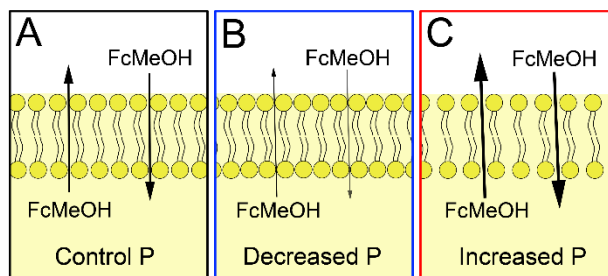 A
FcMeOH
FcMeOH
Control P
B
FcMeOH
FcMeOH
Decreased P
C
FcMeOH
FcMeOH
Increased P